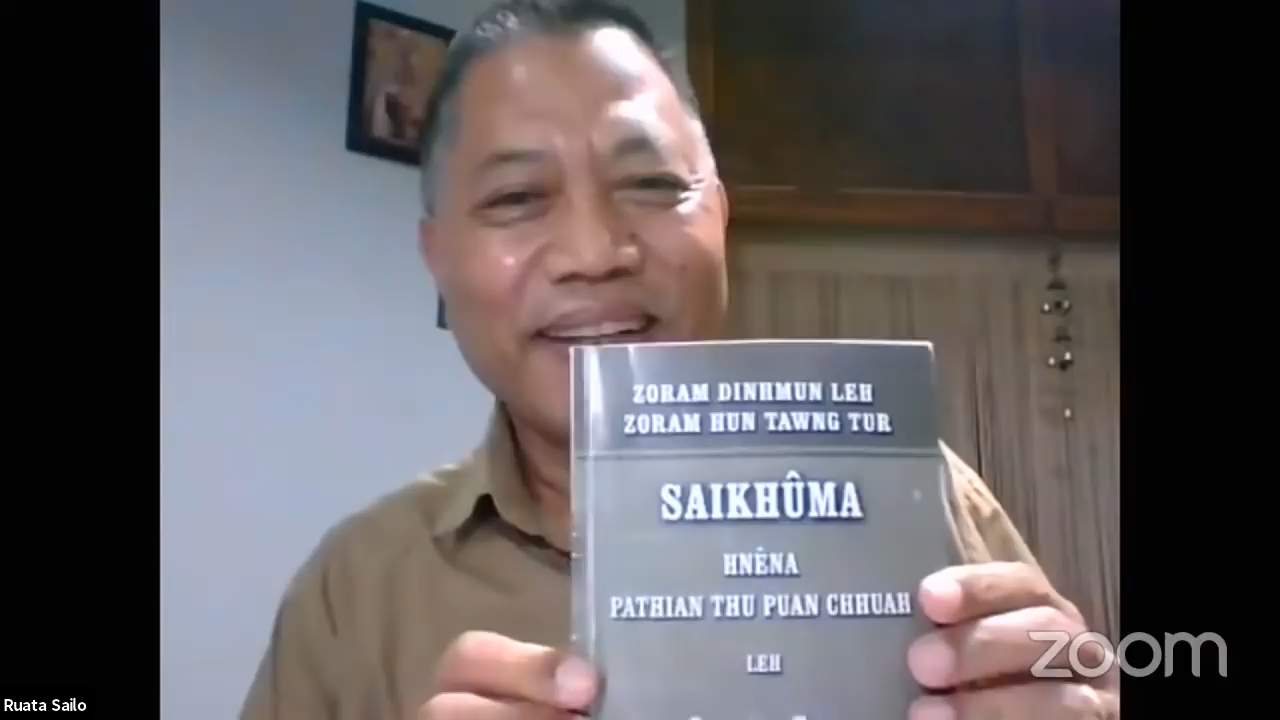 ZORAM DINHMUN LEH
ZORAM HUN TAWNG TUR
SAIKHÛMA
HNÊNA
PATHIAN THU PUAN CHHUAH
LEH
zoom
Ruata Sailo